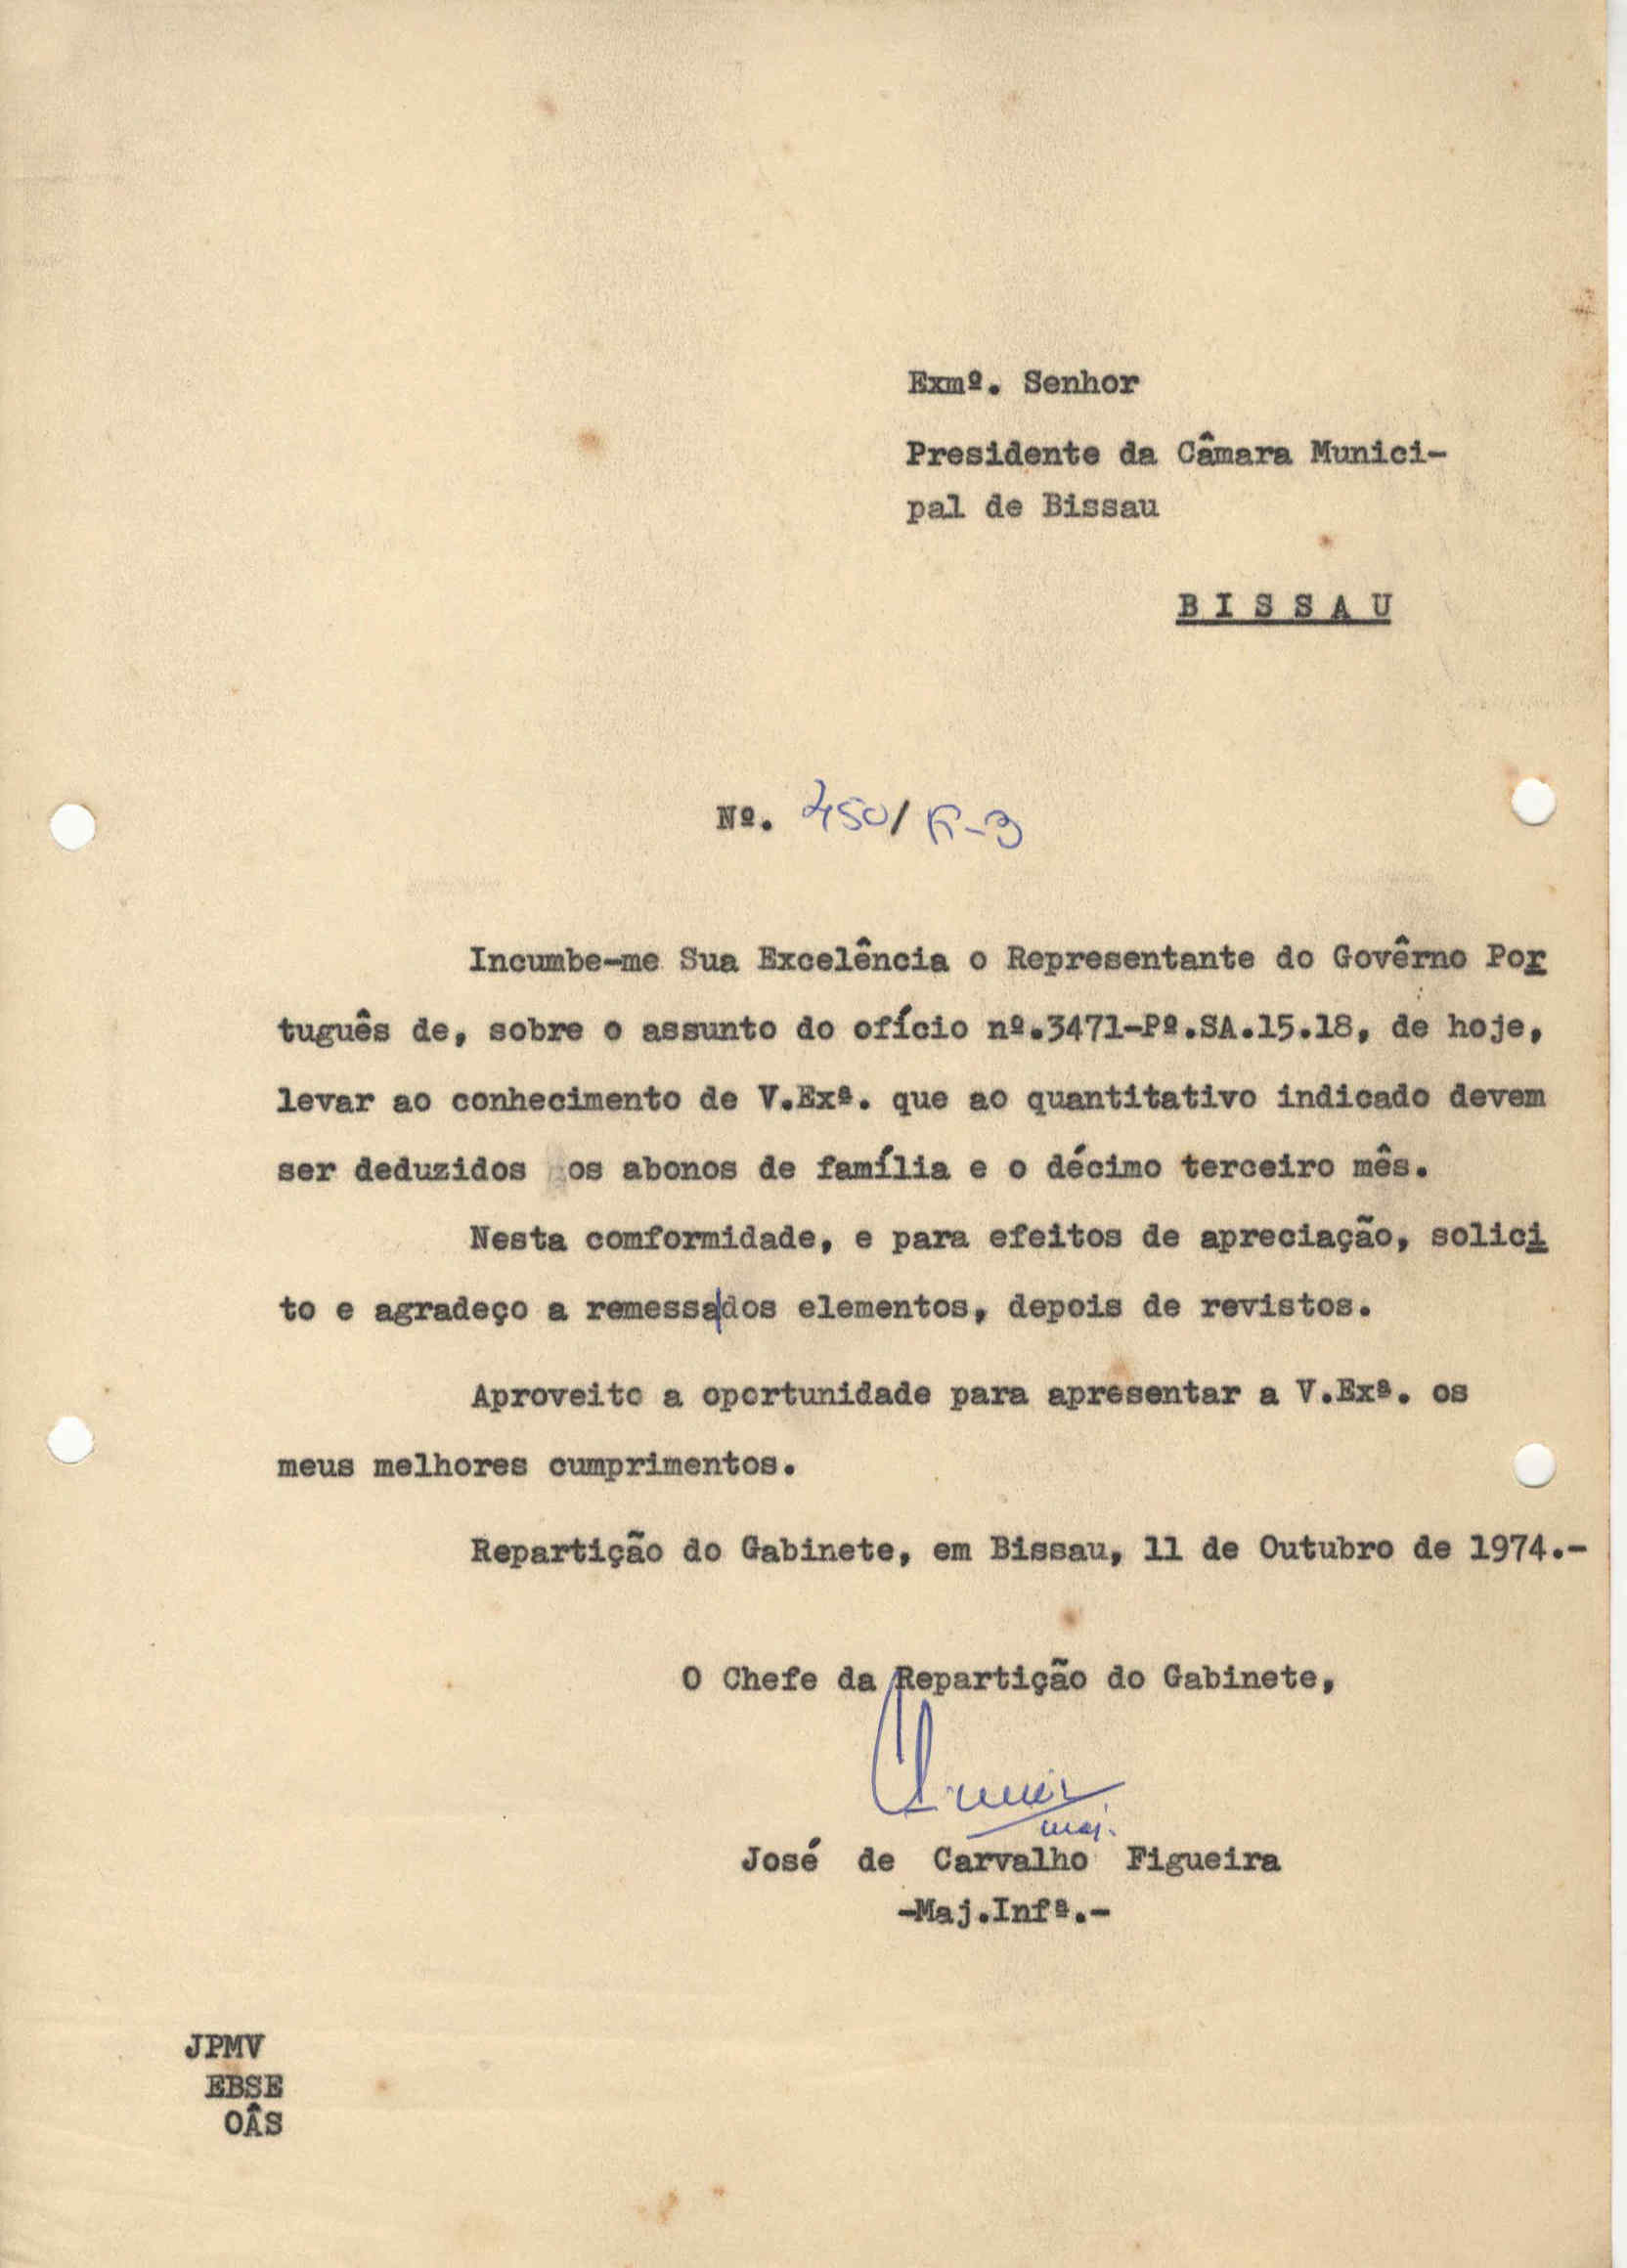 Exmº. Senhor
Presidente da Câmara Munici-
pal de Bissau
B I S S A U
Nº. 450/
Incumbe-me Sua Excelência o Representante do Govêrno Por
tuguês de, sobre o assunto do ofício nº.3471-Pº.SA.15.18, de hoje,
levar ao conhecimento de V.Exª. que ao quantitativo indicado devem
ser deduzidos os abonos de família e o décimo terceiro mês.
Nesta comformidade, e para efeitos de apreciação, solici
to e agradeço a remessa|dos elementos, depois de revistos.
Aproveito a oportunidade para apresentar a V.Exª. os
meus melhores cumprimentos.
Repartição do Gabinete, em Bissau, 11 de Outubro de 1974.-
O Chefe da Repartição do Gabinete,
maj.
José de Carvalho Figueira
-Maj.Infª.-
JPMV
EBSE
OÂS